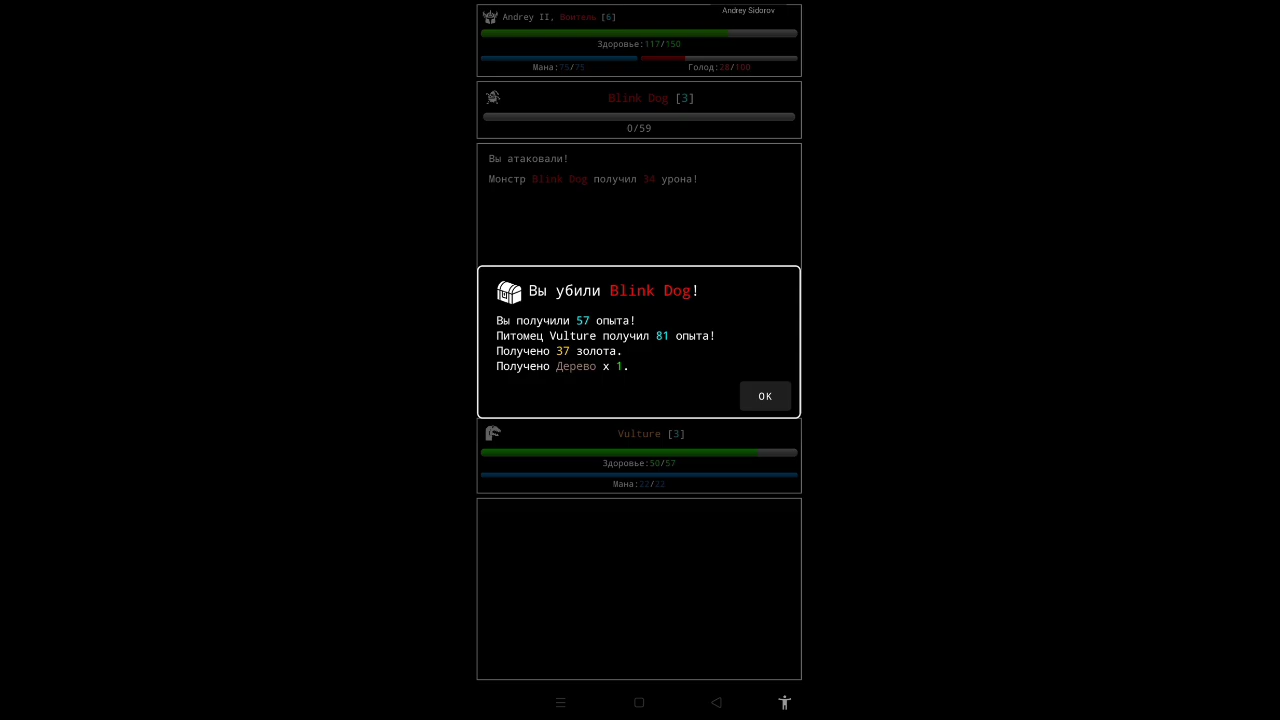 Andrey Sidorov
Andrey II, Воитель [6]
Здоровье:117/150
Мана:75/75 Голод:28/100
Blink Dog [3]
0/59
Вы атаковали!
Монстр Blink Dog получил 34 урона!
Вы убили Blink Dog!
Вы получили 57 опыта!
Питомец Vulture получил 81 опыта!
Получено 37 золота.
Получено Дерево x 1.
OK
Vulture [3]
Здоровье:50/57
Мана:22/22